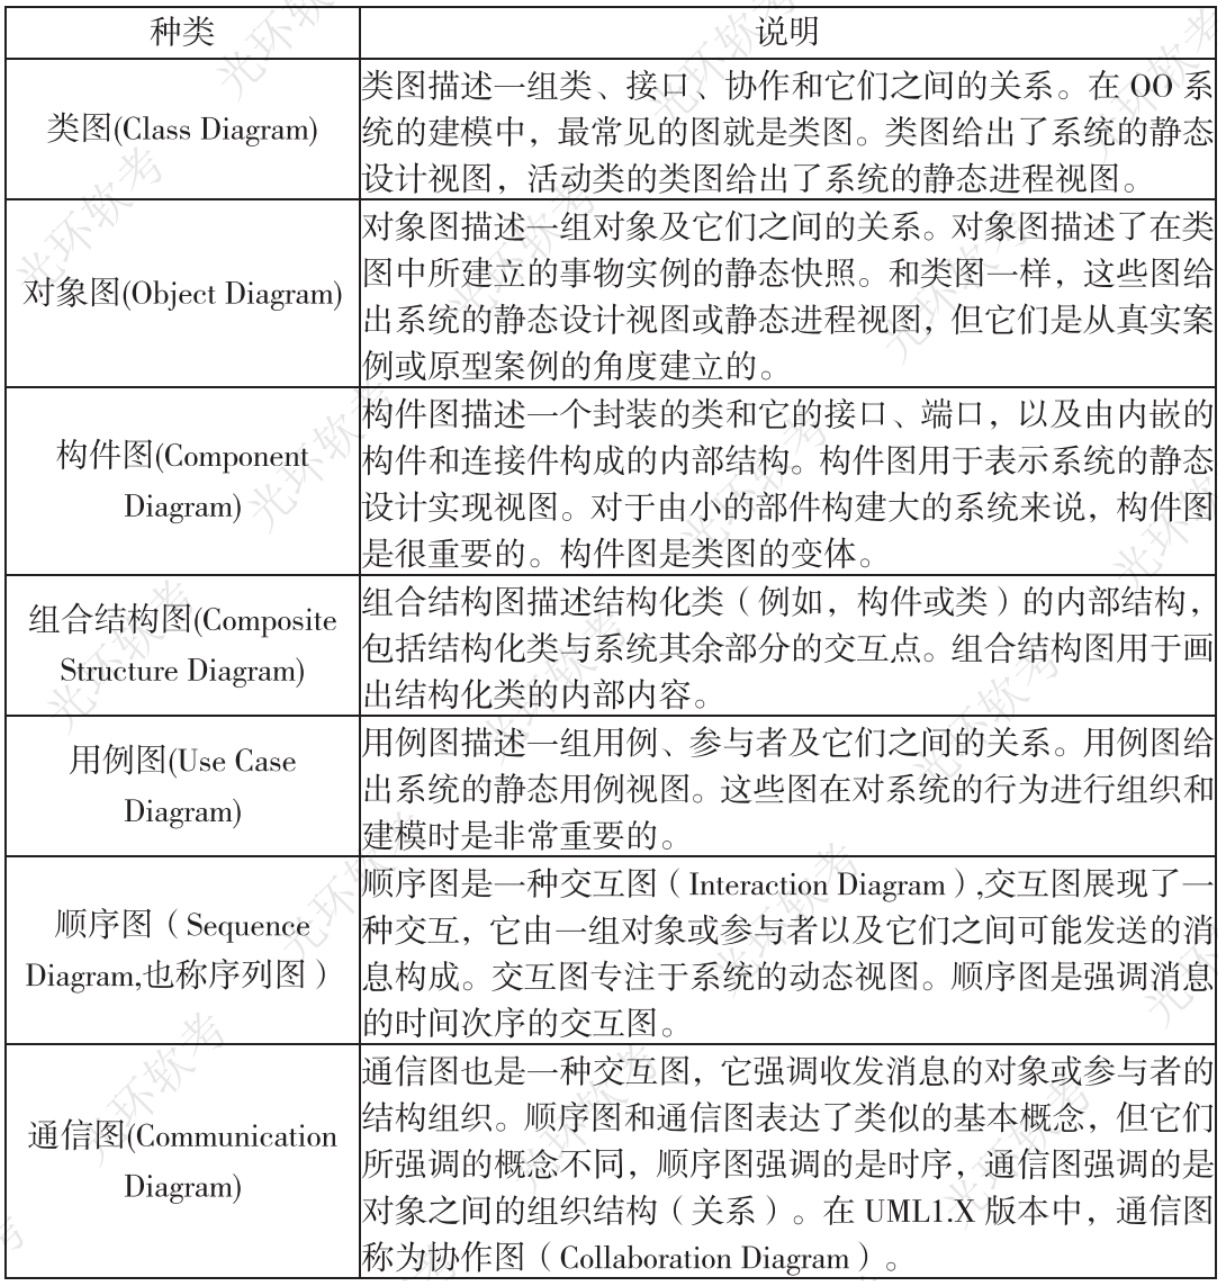 种类
说明
类图(Class Diagram)
类图描述一组类、接口、协作和它们之间的关系。在 OO 系
统的建模中，最常见的图就是类图。类图给出了系统的静态
设计视图，活动类的类图给出了系统的静态进程视图。
对象图(Object Diagram)
对象图描述一组对象及它们之间的关系。对象图描述了在类
图中所建立的事物实例的静态快照。和类图一样，这些图给
出系统的静态设计视图或静态进程视图，但它们是从真实案
例或原型案例的角度建立的。
构件图(Component
Diagram)
构件图描述一个封装的类和它的接口、端口，以及由内嵌的
构件和连接件构成的内部结构。构件图用于表示系统的静态
设计实现视图。对于由小的部件构建大的系统来说，构件图
是很重要的。构件图是类图的变体。
组合结构图(Composite
Structure Diagram)
组合结构图描述结构化类（例如，构件或类）的内部结构，
包括结构化类与系统其余部分的交互点。组合结构图用于画
出结构化类的内部内容。
用例图(Use Case
Diagram)
用例图描述一组用例、参与者及它们之间的关系。用例图给
出系统的静态用例视图。这些图在对系统的行为进行组织和
建模时是非常重要的。
顺序图（Sequence
Diagram,也称序列图）
顺序图是一种交互图（Interaction Diagram）,交互图展现了一
种交互，它由一组对象或参与者以及它们之间可能发送的消
息构成。交互图专注于系统的动态视图。顺序图是强调消息
的时间次序的交互图。
通信图(Communication
Diagram)
通信图也是一种交互图，它强调收发消息的对象或参与者的
结构组织。顺序图和通信图表达了类似的基本概念，但它们
所强调的概念不同，顺序图强调的是时序，通信图强调的是
对象之间的组织结构（关系）。在 UML1.X 版本中，通信图
称为协作图（Collaboration Diagram）。
光环软考